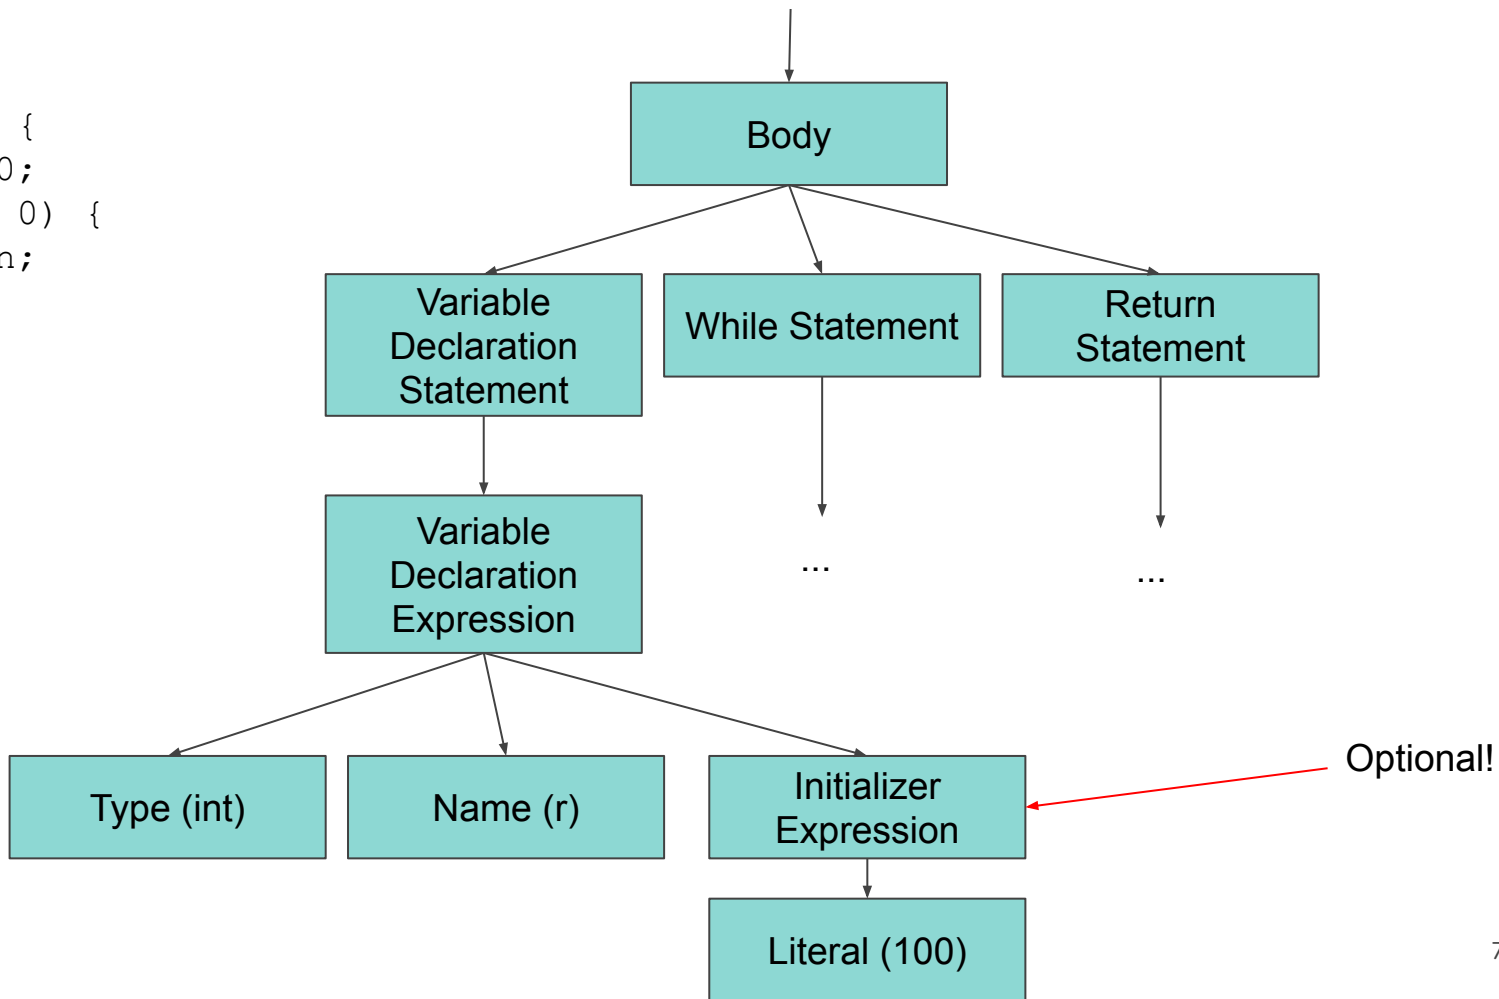 {
0;
0) {
n;
Body
Variable
Declaration
Statement
While Statement
Return
Statement
Variable
Declaration
Expression
...
...
Type (int)
Name (r)
Initializer
Expression
Optional!
Literal (100)
7